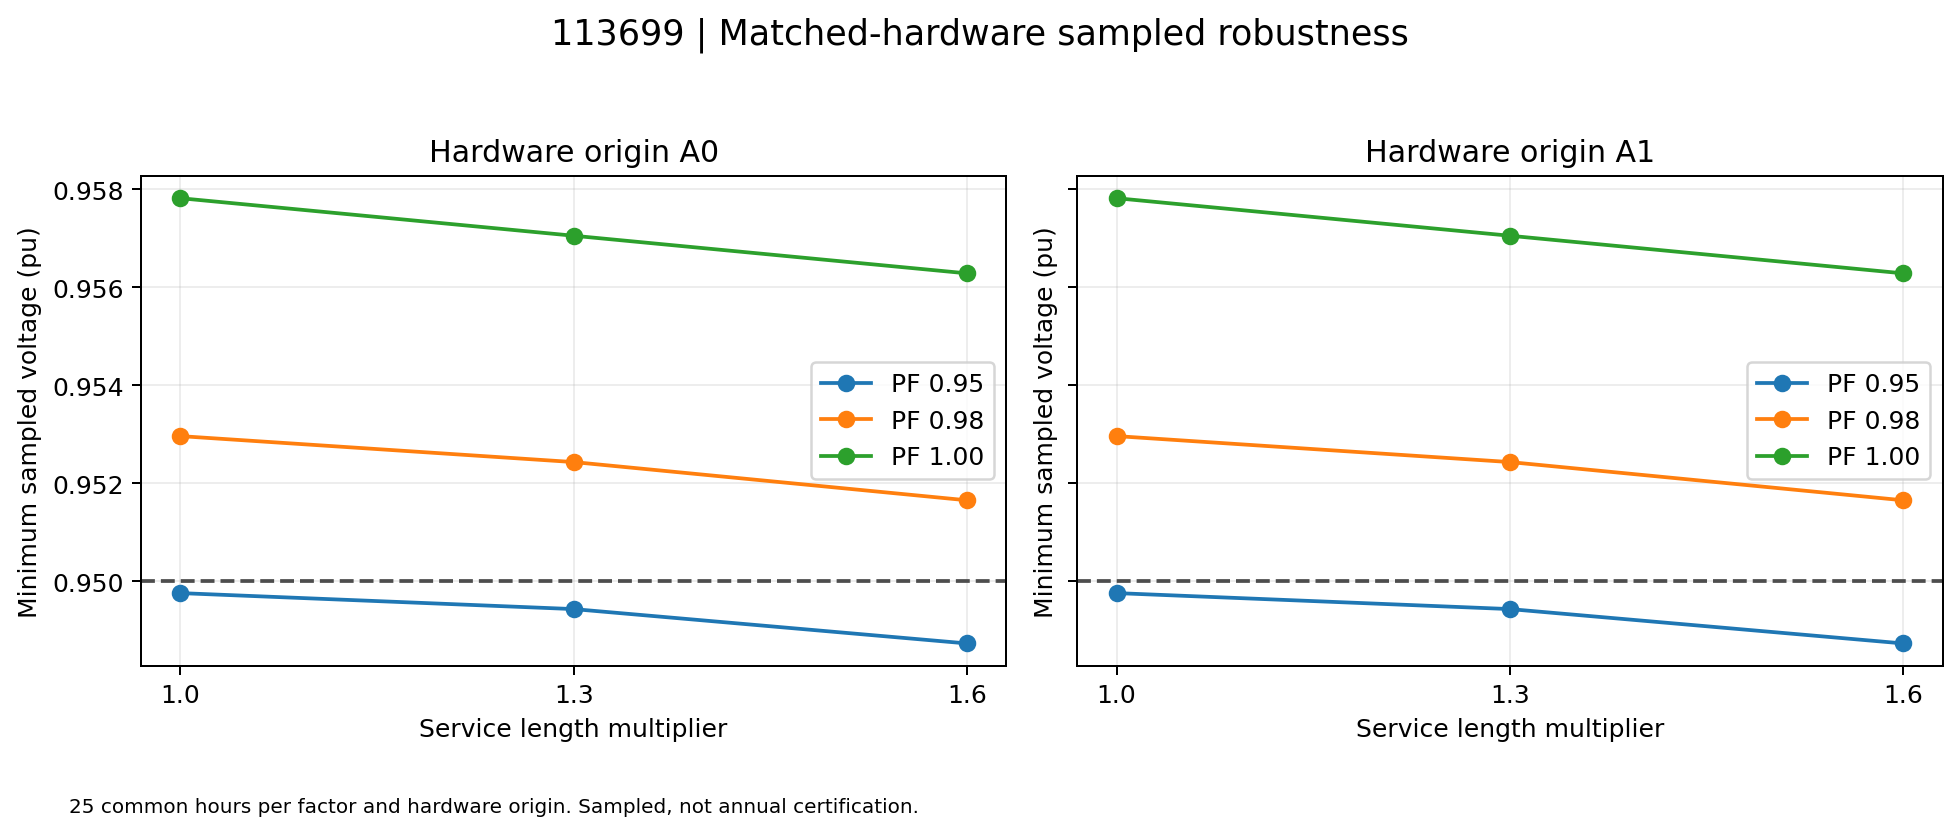 113699 | Matched-hardware sampled robustness
Hardware origin A0
Minimum sampled voltage (pu)
0.958
0.956
0.954
0.952
0.950
PF 0.95
PF 0.98
PF 1.00
1.0
1.3
1.6
Service length multiplier
Hardware origin A1
Minimum sampled voltage (pu)
PF 0.95
PF 0.98
PF 1.00
1.0
1.3
1.6
Service length multiplier
25 common hours per factor and hardware origin. Sampled, not annual certification.